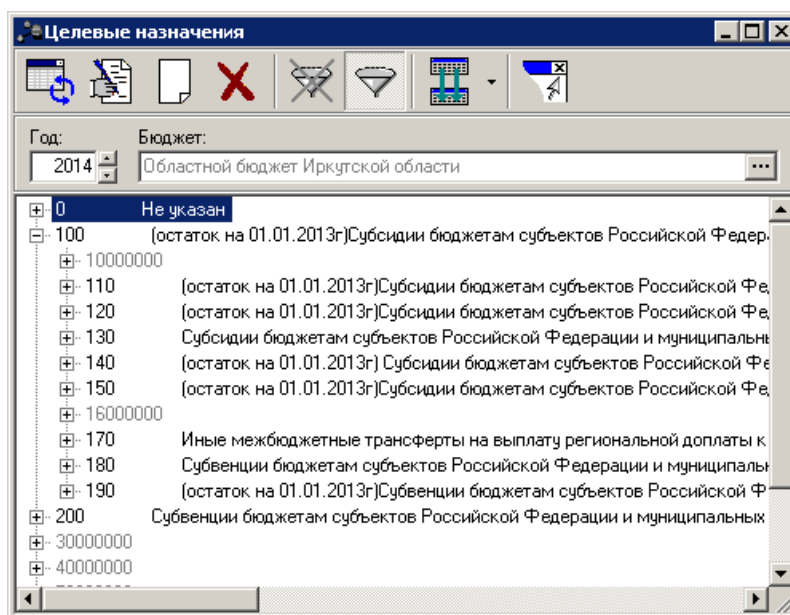 Целевые назначения
Год: Бюджет:
2014 Областной бюджет Иркутской области ...
0 Не указан
100 (остаток на 01.01.2013г)Субсидии бюджетам субъектов Российской Федер
10000000
110 (остаток на 01.01.2013г)Субсидии бюджетам субъектов Российской Фе
120 (остаток на 01.01.2013г)Субсидии бюджетам субъектов Российской Фе
130 Субсидии бюджетам субъектов Российской Федерации и муниципальн
140 (остаток на 01.01.2013г) Субсидии бюджетам субъектов Российской Фе
150 (остаток на 01.01.2013г)Субсидии бюджетам субъектов Российской Фе
16000000
170 Иные межбюджетные трансферты на выплату региональной доплаты к
180 Субвенции бюджетам субъектов Российской Федерации и муниципальн
190 (остаток на 01.01.2013г)Субвенции бюджетам субъектов Российской Ф
200 Субвенции бюджетам субъектов Российской Федерации и муниципальных
30000000
40000000